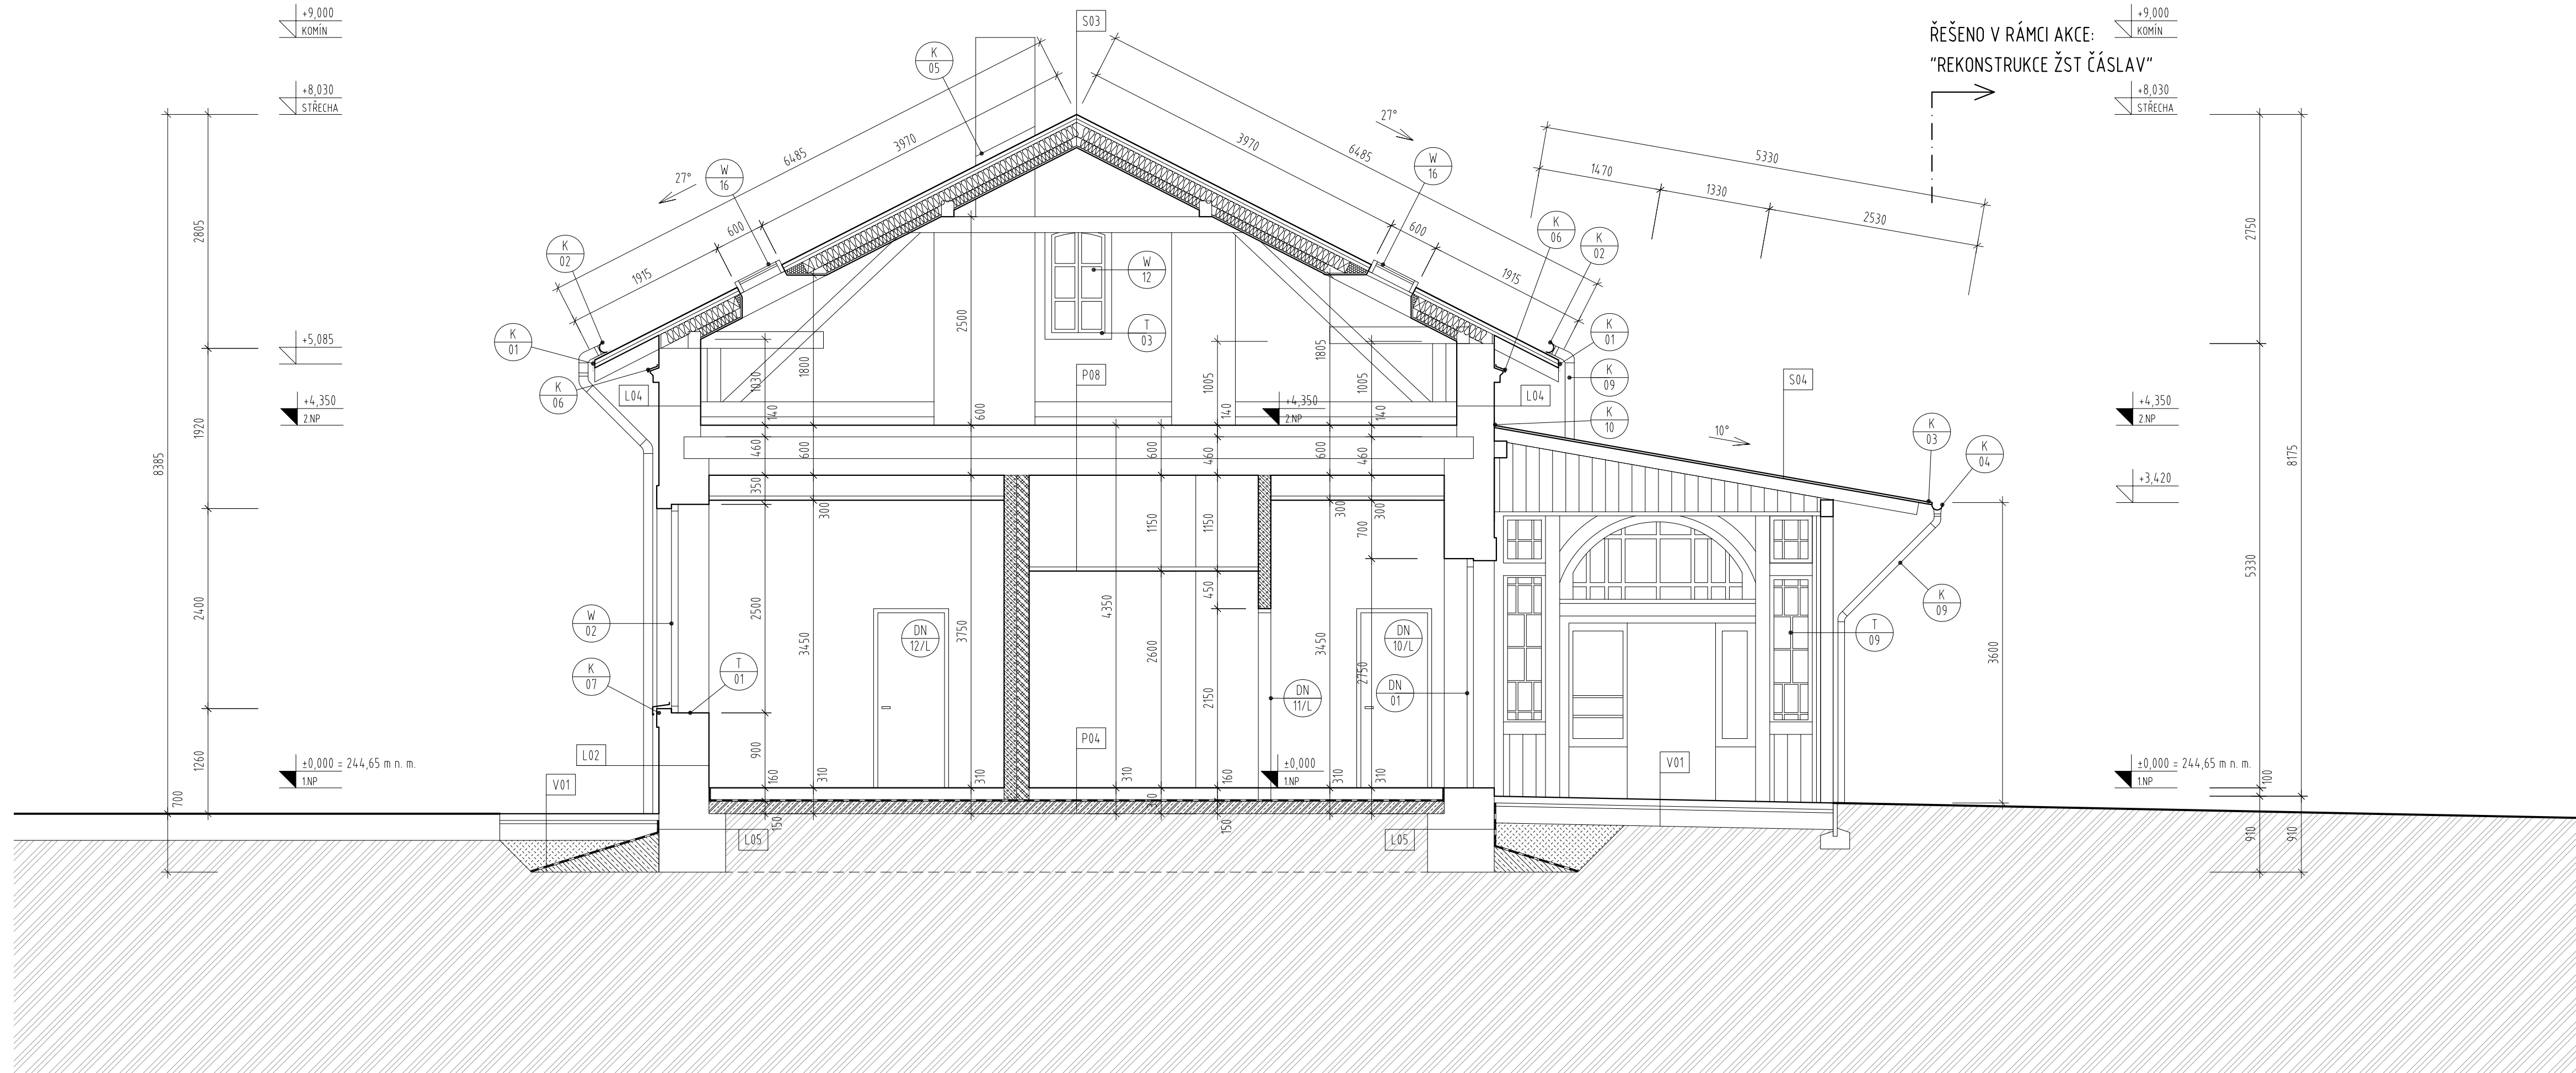 +9,000
KOMÍN
+8,030
STŘECHA
+5,085
+4,350
2.NP
±0,000 = 244,65 m n. m.
1.NP
8385
700
2805
1920
2400
1260
S03
K
05
6485
3970
27°
W
16
600
1915
K
02
K
01
K
06
L04
W
02
K
07
T
01
L02
V01
L05
3970
6485
27°
W
16
600
1915
K
06
K
02
K
01
K
09
K
10
L04
2500
1800
1030
140
600
W
12
T
03
P08
1005
140
1805
1005
140
+4,350
2.NP
460
600
600
460
600
460
350
300
1150
1150
300
700
300
2500
3450
3750
4350
2600
450
2150
3450
2750
DN
12/L
DN
10/L
DN
01
DN
11/L
P04
±0,000
1.NP
900
160
310
310
310
160
310
310
150
150
150
L05
ŘEŠENO V RÁMCI AKCE:
"REKONSTRUKCE ŽST ČÁSLAV"
5330
1470
1330
2530
10°
S04
K
03
K
04
K
09
T
09
V01
3600
+9,000
KOMÍN
+8,030
STŘECHA
+4,350
2.NP
+3,420
±0,000 = 244,65 m n. m.
1.NP
2750
5330
8175
100
910
910